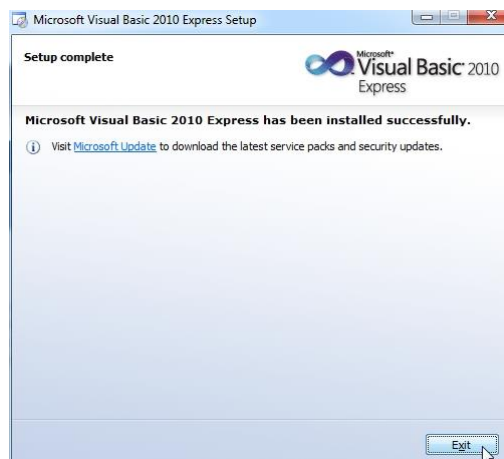 Microsoft Visual Basic 2010 Express Setup
Setup complete
Microsoft®
Visual Basic® 2010
Express
Microsoft Visual Basic 2010 Express has been installed successfully.
Visit Microsoft Update to download the latest service packs and security updates.
Exit